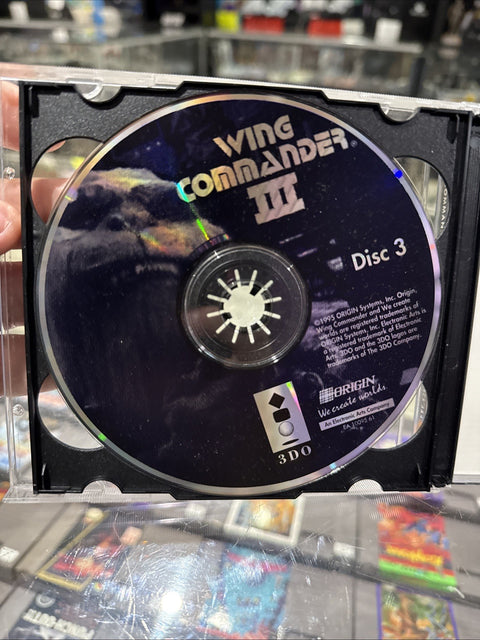 WING
COMMANDER®
III
Disc 3
©1995 ORIGIN Systems, Inc. Origin,
Wing Commander and We create
worlds are registered trademarks of
ORIGIN Systems, Inc. Electronic Arts is
a registered trademark of Electronic
Arts. 3DO and the 3DO logos are
trademarks of The 3DO Company.
ORIGIN
We create worlds.
An Electronic Arts Company
3DO